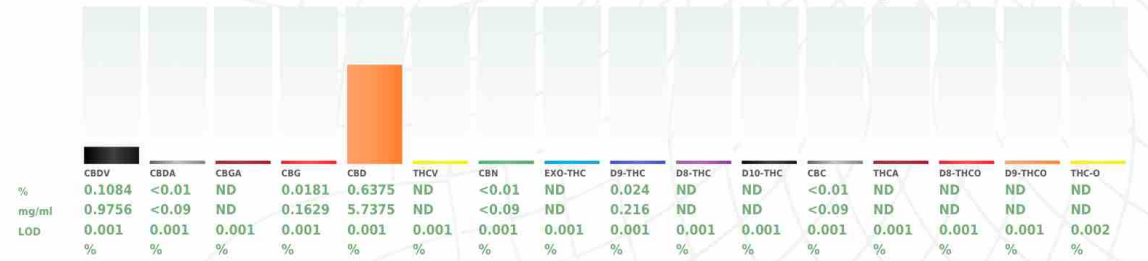 CBDV CBDA CBGA CBG CBD THCV CBN EXO-THC D9-THC D8-THC D10-THC CBC THCA D8-THCO D9-THCO THC-O
% 0.1084 <0.01 ND 0.0181 0.6375 ND <0.01 ND 0.024 ND ND <0.01 ND ND ND ND
mg/ml 0.9756 <0.09 ND 0.1629 5.7375 ND <0.09 ND 0.216 ND ND <0.09 ND ND ND ND
LOD 0.001 0.001 0.001 0.001 0.001 0.001 0.001 0.001 0.001 0.001 0.001 0.001 0.001 0.001 0.001 0.002
% % % % % % % % % % % % % % % %